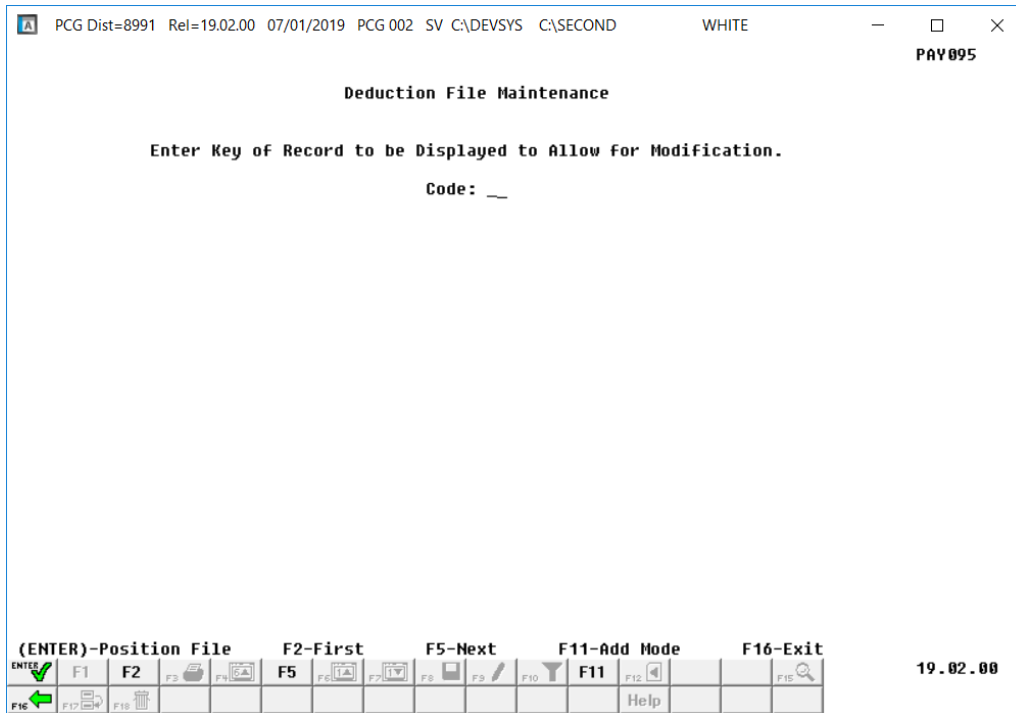 A PCG Dist=8991 Rel=19.02.00 07/01/2019 PCG 002 SV C:\DEVSYS C:\SECOND WHITE
PAY095
Deduction File Maintenance
Enter Key of Record to be Displayed to Allow for Modification.
Code: __
(ENTER)-Position File F2-First F5-Next F11-Add Mode F16-Exit
ENTER F1 F2 F3 F4 F5 F6 F7 F8 F9 F10 F11 F12 F15 19.02.00
F16 F17 F18 Help